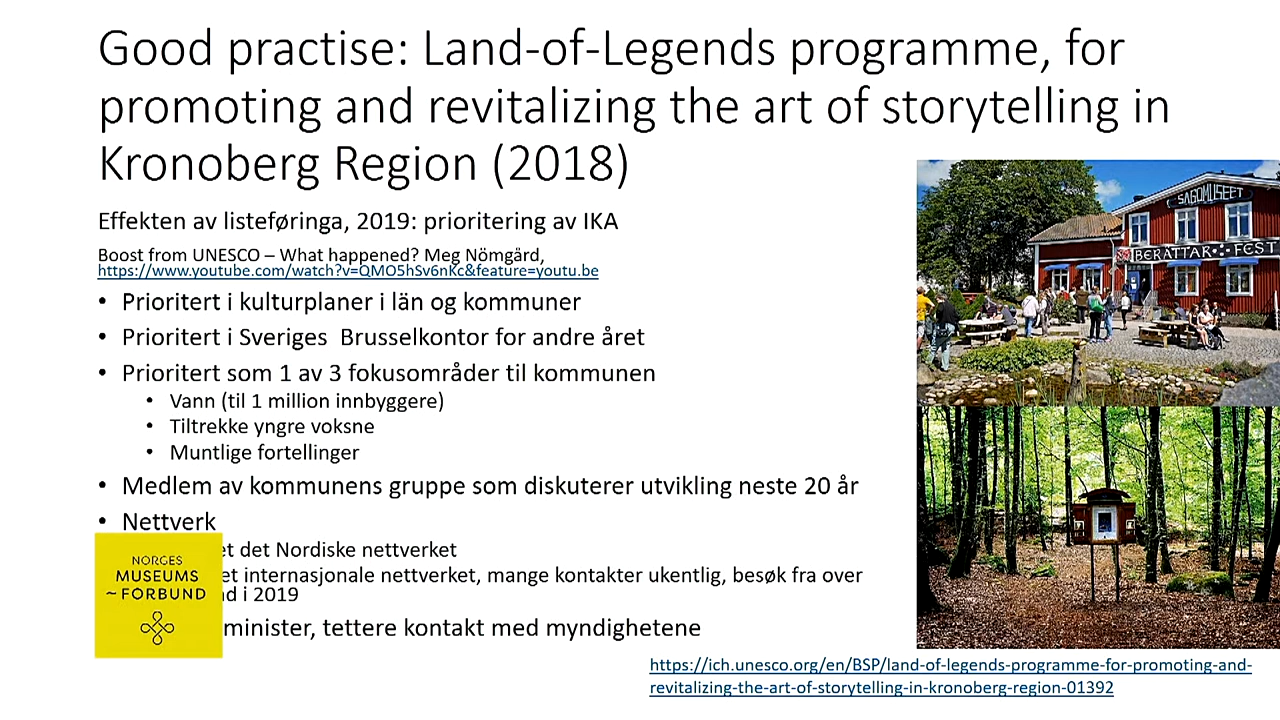 Good practise: Land-of-Legends programme, for
promoting and revitalizing the art of storytelling in
Kronoberg Region (2018)
Effekten av listeføringa, 2019: prioritering av IKA
Boost from UNESCO – What happened? Meg Nömgård,
https://www.youtube.com/watch?v=QMO5hSv6nKc&feature=youtu.be
• Prioritert i kulturplaner i län og kommuner
• Prioritert i Sveriges  Brusselkontor for andre året
• Prioritert som 1 av 3 fokusområder til kommunen
• Vann (til 1 million innbyggere)
• Tiltrekke yngre voksne
• Muntlige fortellinger
• Medlem av kommunens gruppe som diskuterer utvikling neste 20 år
• Nettverk
det Nordiske nettverket
internasjonale nettverket, mange kontakter ukentlig, besøk fra over
i 2019
minister, tettere kontakt med myndighetene
NORGES
MUSEUMS
~FORBUND
SAGOMUSEET
BERÄTTAR FEST
https://ich.unesco.org/en/BSP/land-of-legends-programme-for-promoting-and-
revitalizing-the-art-of-storytelling-in-kronoberg-region-01392